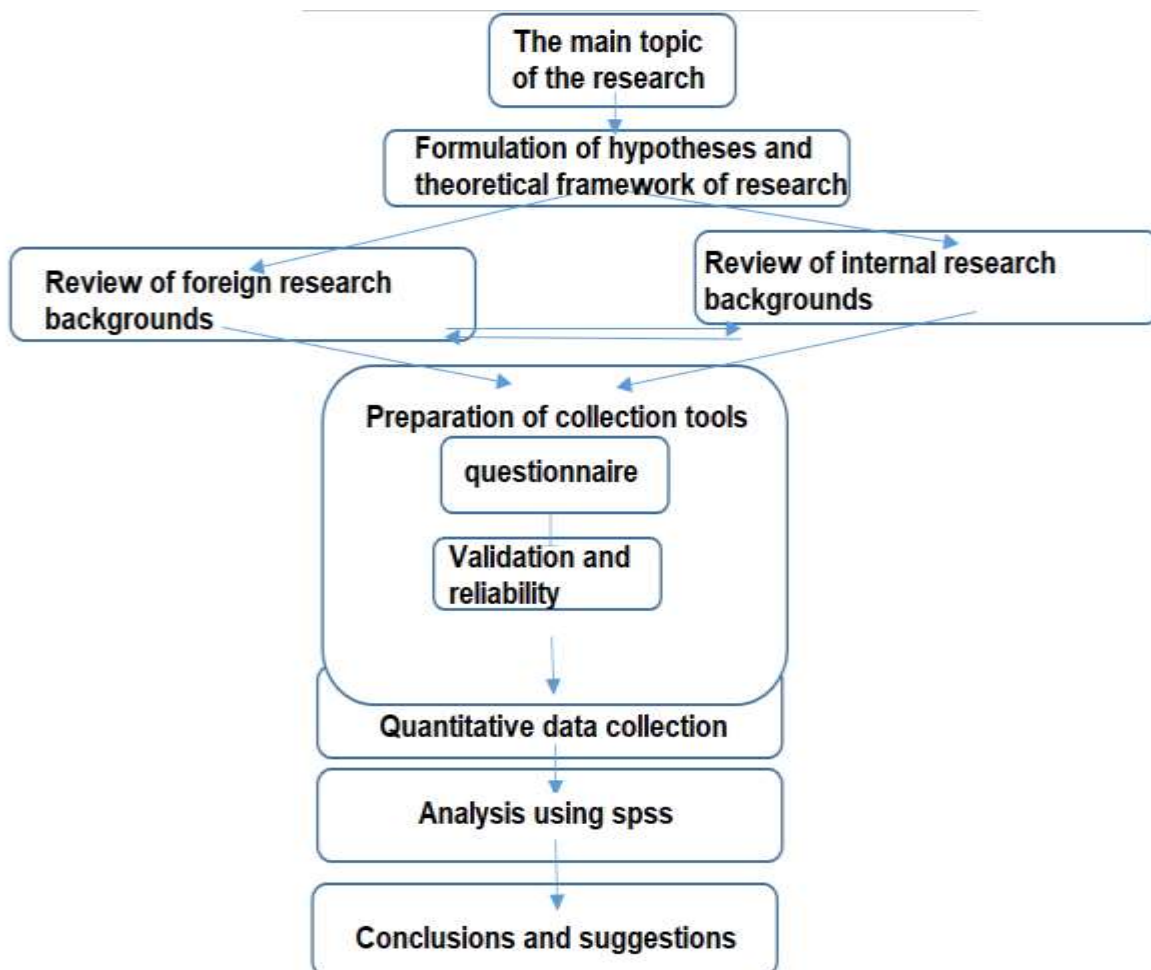 The main topic
of the research
Formulation of hypotheses and
theoretical framework of research
Review of foreign research
backgrounds
Review of internal research
backgrounds
Preparation of collection tools
questionnaire
Validation and
reliability
Quantitative data collection
Analysis using spss
Conclusions and suggestions